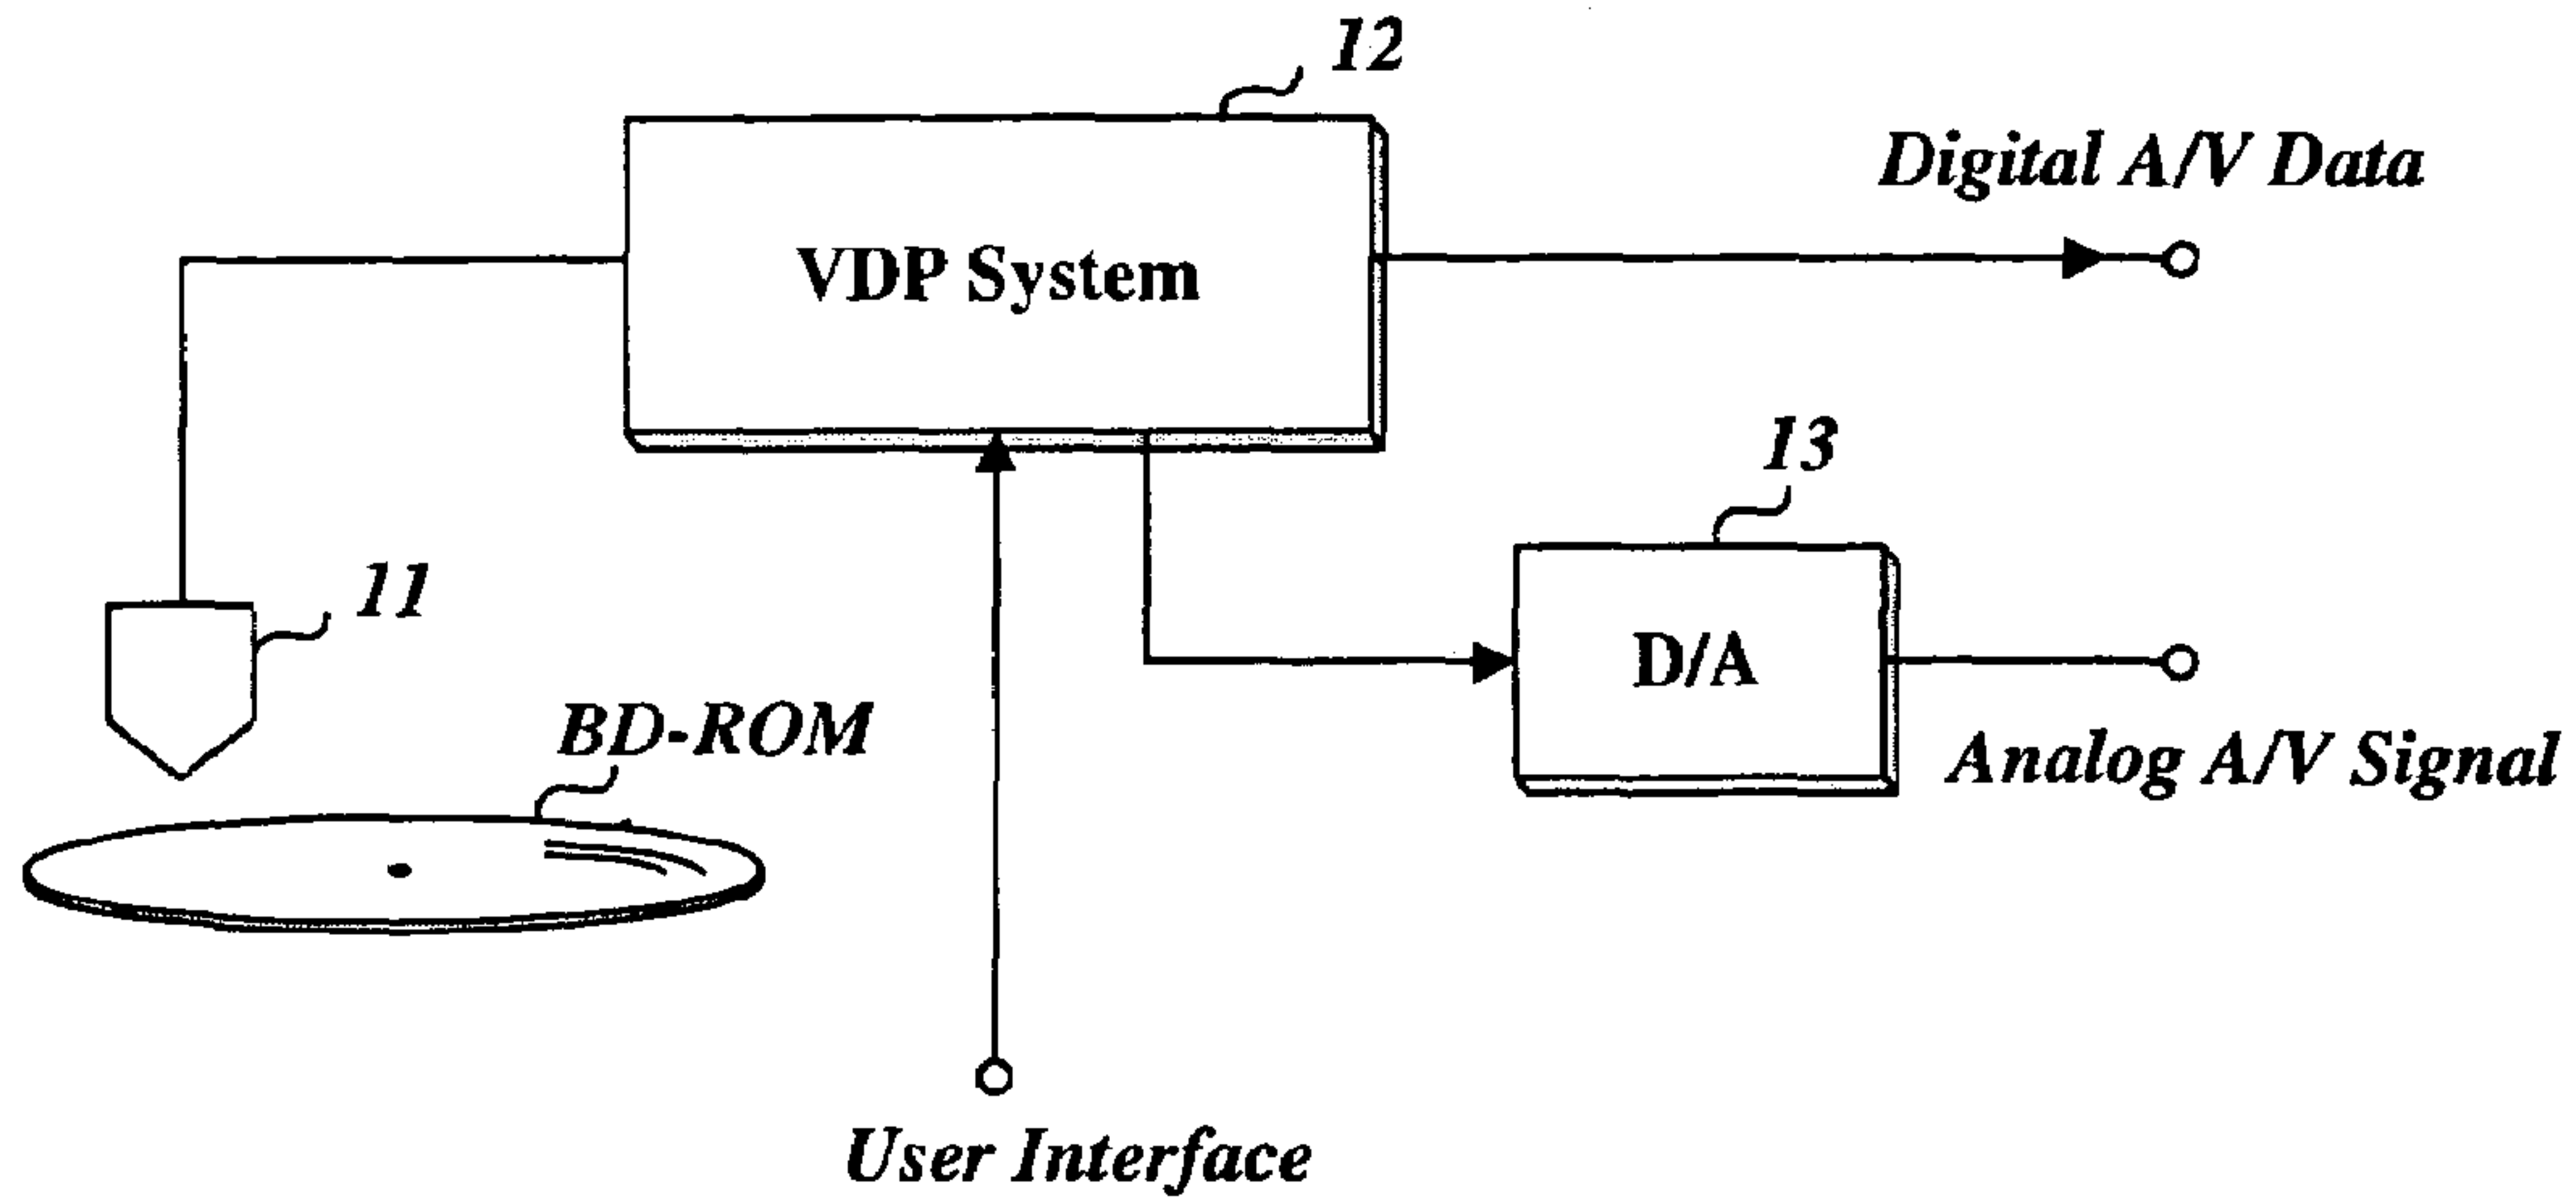 12
Digital A/V Data
VDP System
13
11
D/A
BD-ROM
Analog A/V Signal
User Interface